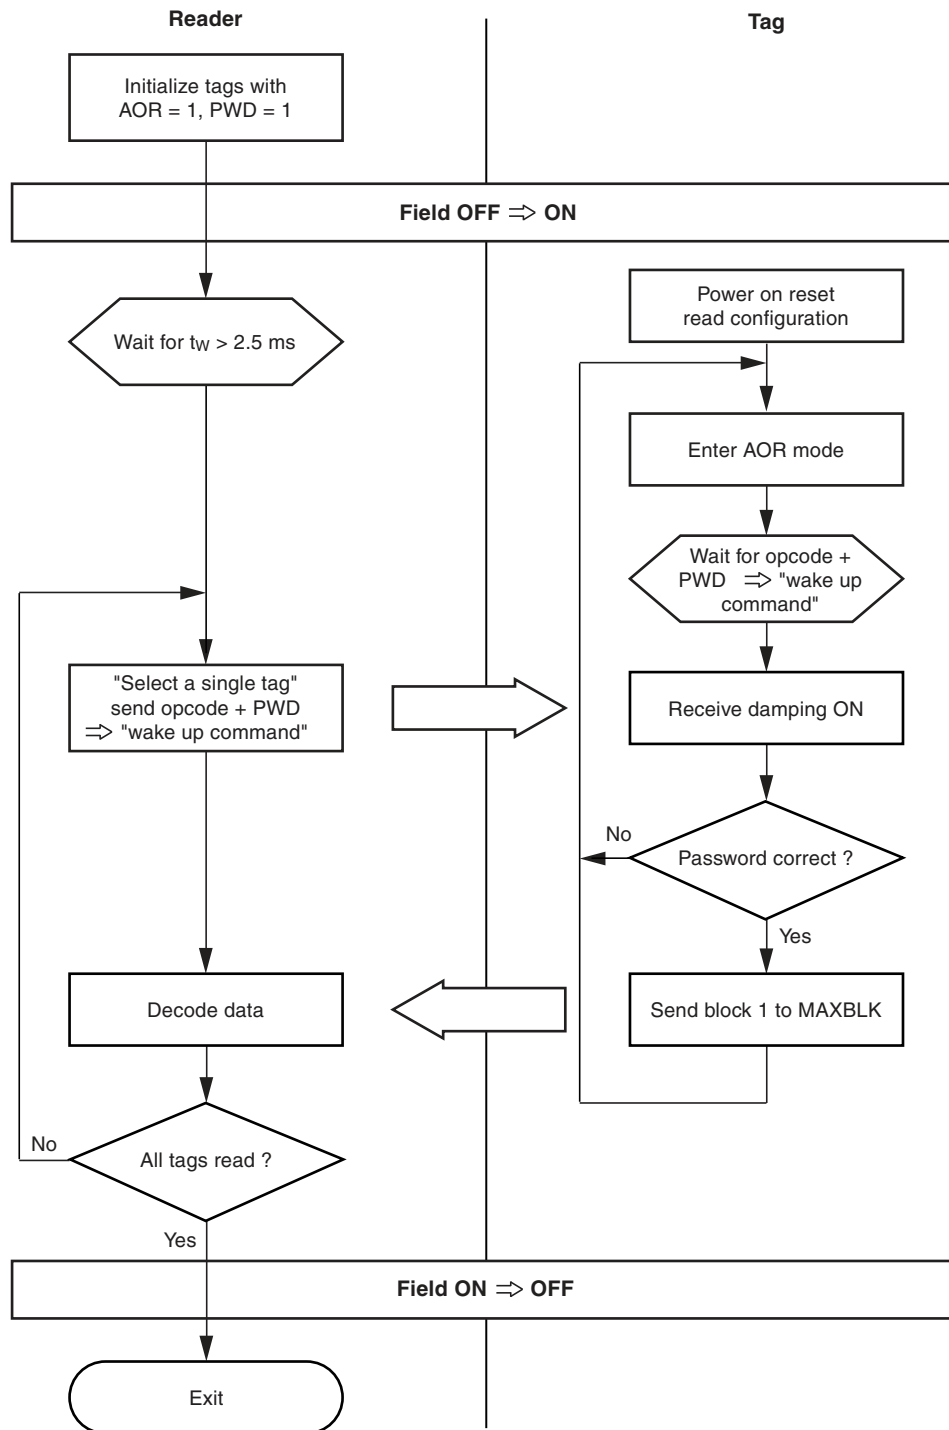 Reader
Tag
Initialize tags with
AOR = 1, PWD = 1
Field OFF ⇒ ON
Power on reset
read configuration
Wait for tW > 2.5 ms
Enter AOR mode
Wait for opcode +
PWD ⇒ "wake up
command"
"Select a single tag"
send opcode + PWD
⇒ "wake up command"
Receive damping ON
No
Password correct ?
Yes
Decode data
Send block 1 to MAXBLK
No
All tags read ?
Yes
Field ON ⇒ OFF
Exit